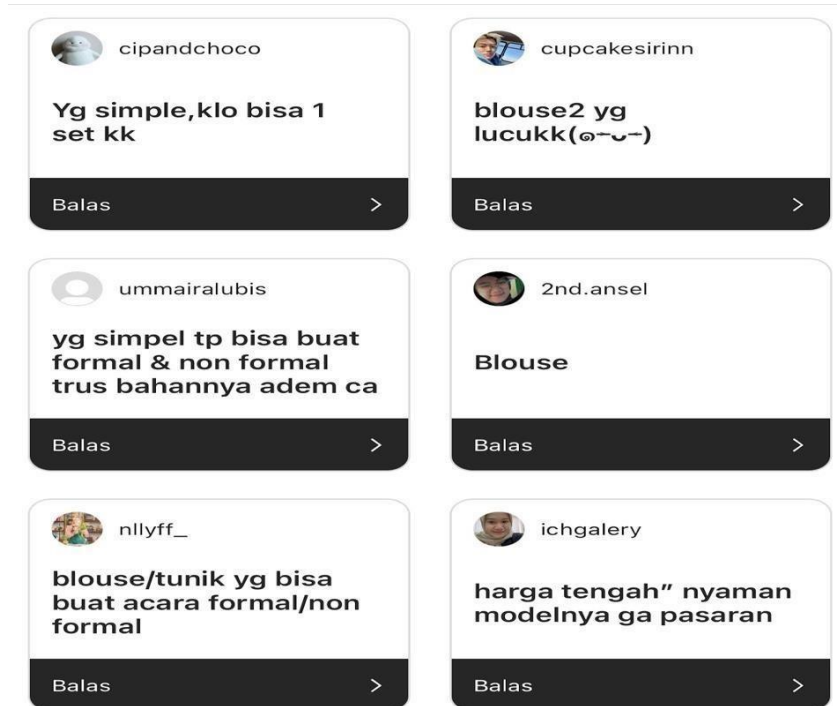 cipandchoco
Yg simple,klo bisa 1
set kk
Balas >
cupcakesirinn
blouse2 yg
lucukk(๑•́ᴗ•̀)
Balas >
ummairalubis
yg simpel tp bisa buat
formal & non formal
trus bahannya adem ca
Balas >
2nd.ansel
Blouse
Balas >
nllyff_
blouse/tunik yg bisa
buat acara formal/non
formal
Balas >
ichgalery
harga tengah” nyaman
modelnya ga pasaran
Balas >